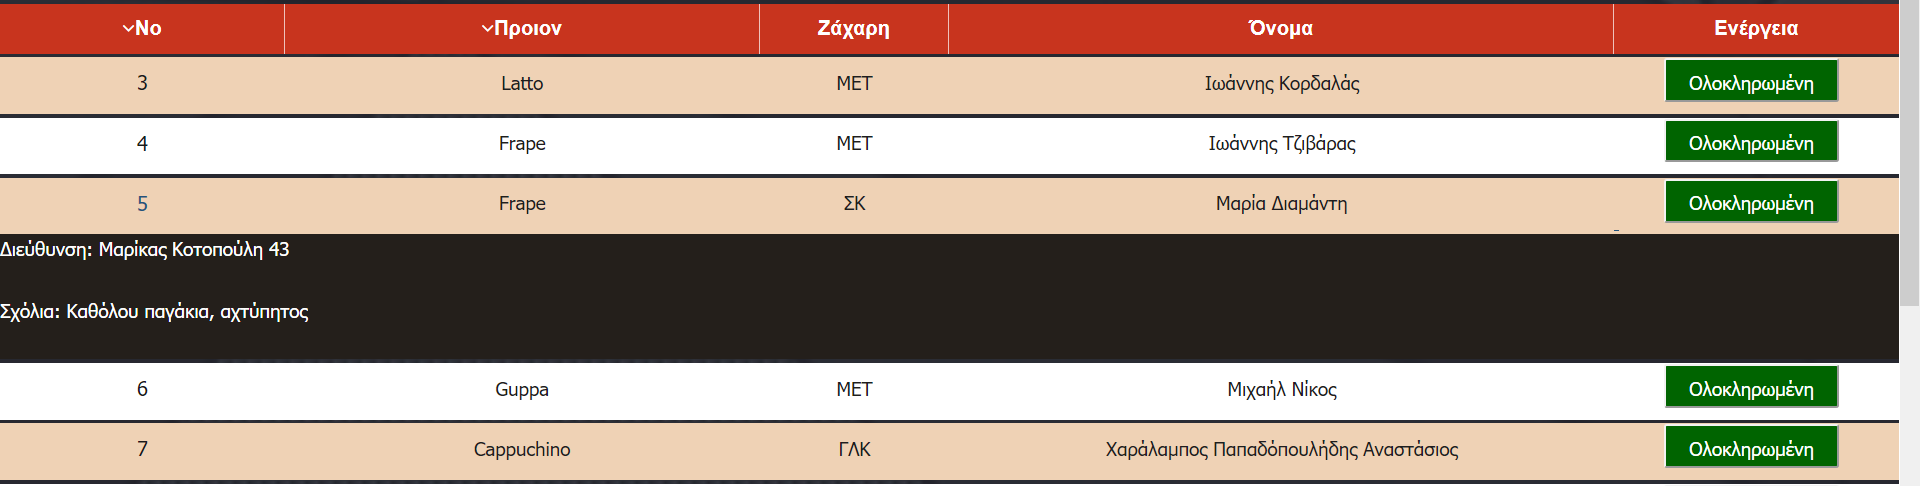 No Προιον Ζάχαρη Όνομα Ενέργεια
3 Latto ΜΕΤ Ιωάννης Κορδαλάς Ολοκληρωμένη
4 Frape ΜΕΤ Ιωάννης Τζιβάρας Ολοκληρωμένη
5 Frape ΣΚ Μαρία Διαμάντη Ολοκληρωμένη
Διεύθυνση: Μαρίκας Κοτοπούλη 43
Σχόλια: Καθόλου παγάκια, αχτύπητος
6 Guppa ΜΕΤ Μιχαήλ Νίκος Ολοκληρωμένη
7 Cappuchino ΓΛΚ Χαράλαμπος Παπαδόπουλήδης Αναστάσιος Ολοκληρωμένη